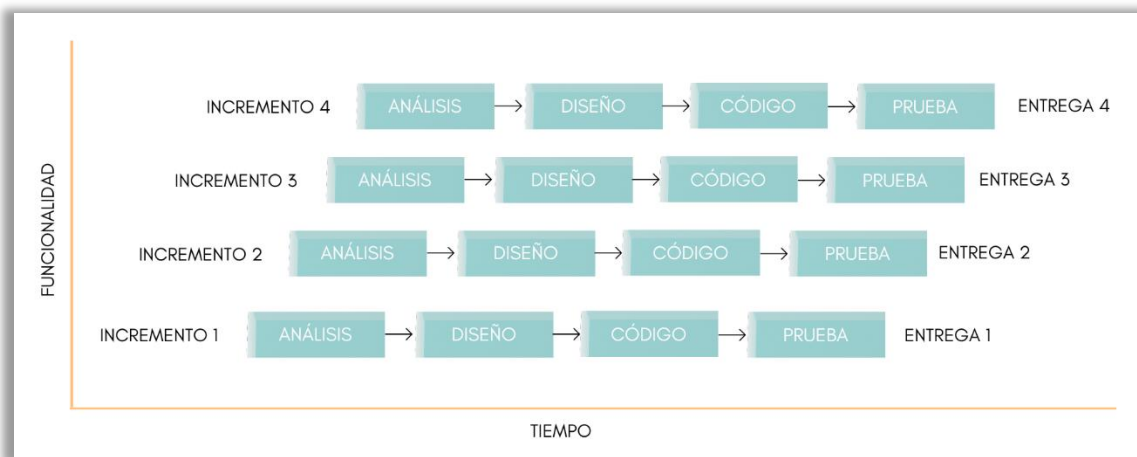 INCREMENTO 4 ANÁLISIS DISEÑO CÓDIGO PRUEBA ENTREGA 4
INCREMENTO 3 ANÁLISIS DISEÑO CÓDIGO PRUEBA ENTREGA 3
INCREMENTO 2 ANÁLISIS DISEÑO CÓDIGO PRUEBA ENTREGA 2
INCREMENTO 1 ANÁLISIS DISEÑO CÓDIGO PRUEBA ENTREGA 1
FUNCIONALIDAD
TIEMPO